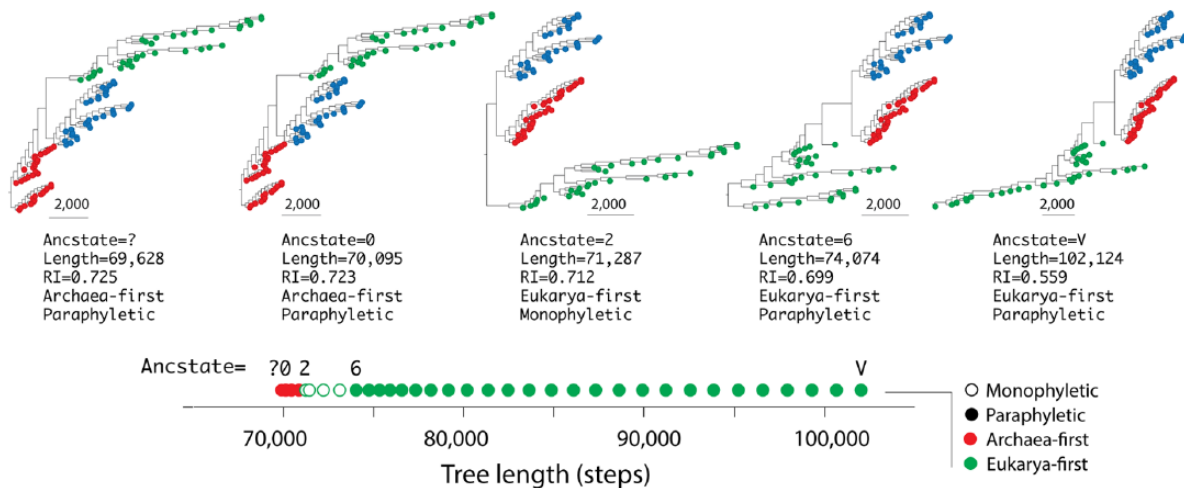 2,000
2,000
2,000
2,000
2,000
Ancstate=?
Length=69,628
RI=0.725
Archaea-first
Paraphyletic
Ancstate=0
Length=70,095
RI=0.723
Archaea-first
Paraphyletic
Ancstate=2
Length=71,287
RI=0.712
Eukarya-first
Monophyletic
Ancstate=6
Length=74,074
RI=0.699
Eukarya-first
Paraphyletic
Ancstate=V
Length=102,124
RI=0.559
Eukarya-first
Paraphyletic
Ancstate= ?0 2 6 V
70,000 80,000 90,000 100,000
Tree length (steps)
Monophyletic
Paraphyletic
Archaea-first
Eukarya-first